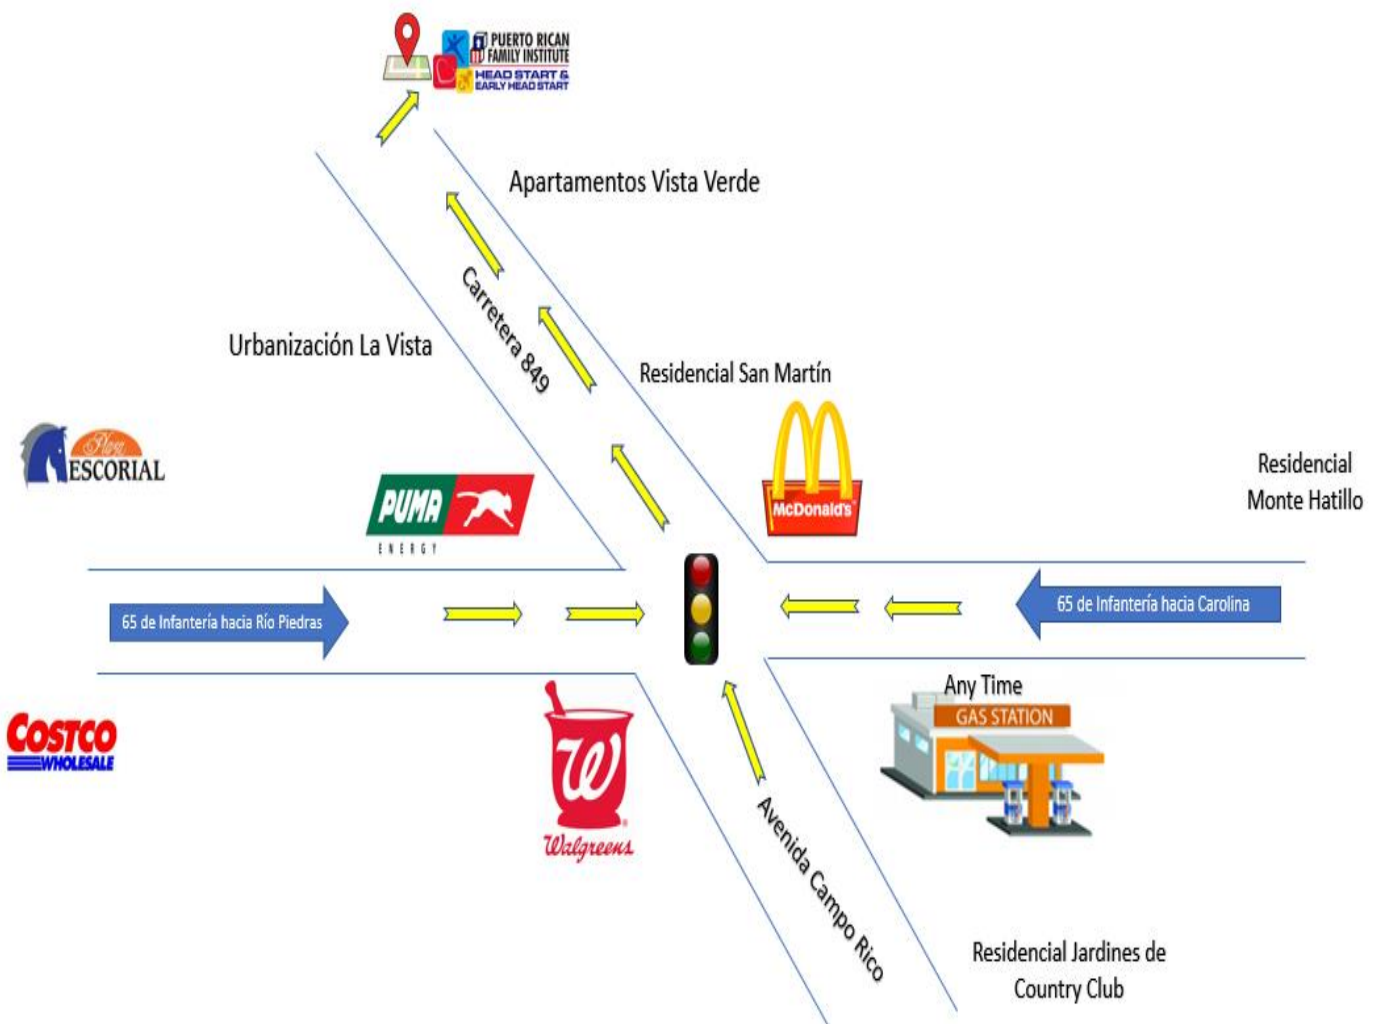 PUERTO RICAN
FAMILY INSTITUTE
HEAD START &
EARLY HEAD START
Apartamentos Vista Verde
Carretera 849
Urbanización La Vista
Residencial San Martín
Plaza
ESCORIAL
PUMA
ENERGY
McDonald's
Residencial
Monte Hatillo
65 de Infantería hacia Río Piedras
65 de Infantería hacia Carolina
Any Time
GAS STATION
COSTCO
WHOLESALE
W
Walgreens
Avenida Campo Rico
Residencial Jardines de
Country Club